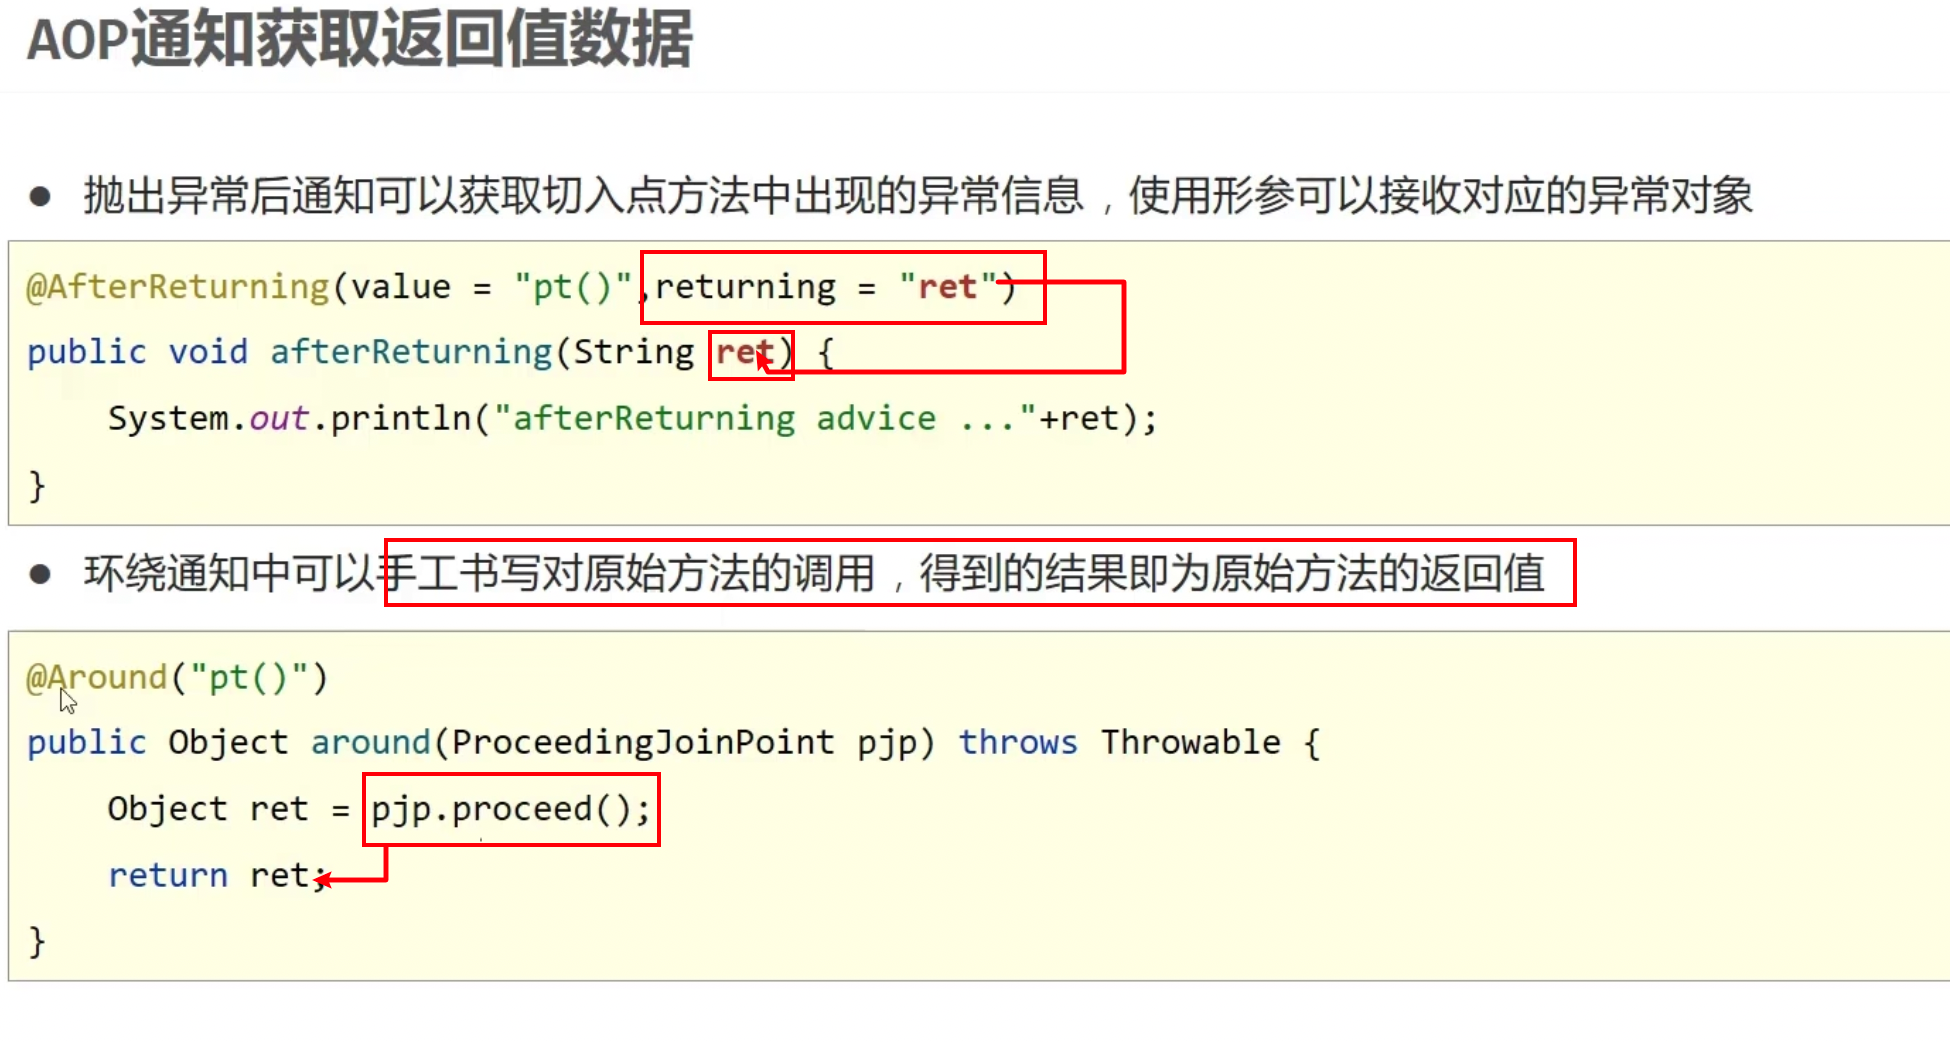 AOP通知获取返回值数据
● 抛出异常后通知可以获取切入点方法中出现的异常信息，使用形参可以接收对应的异常对象
@AfterReturning(value = "pt()",returning = "ret")
public void afterReturning(String ret) {
    System.out.println("afterReturning advice ..."+ret);
}
● 环绕通知中可以手工书写对原始方法的调用，得到的结果即为原始方法的返回值
@Around("pt()")
public Object around(ProceedingJoinPoint pjp) throws Throwable {
    Object ret = pjp.proceed();
    return ret;
}